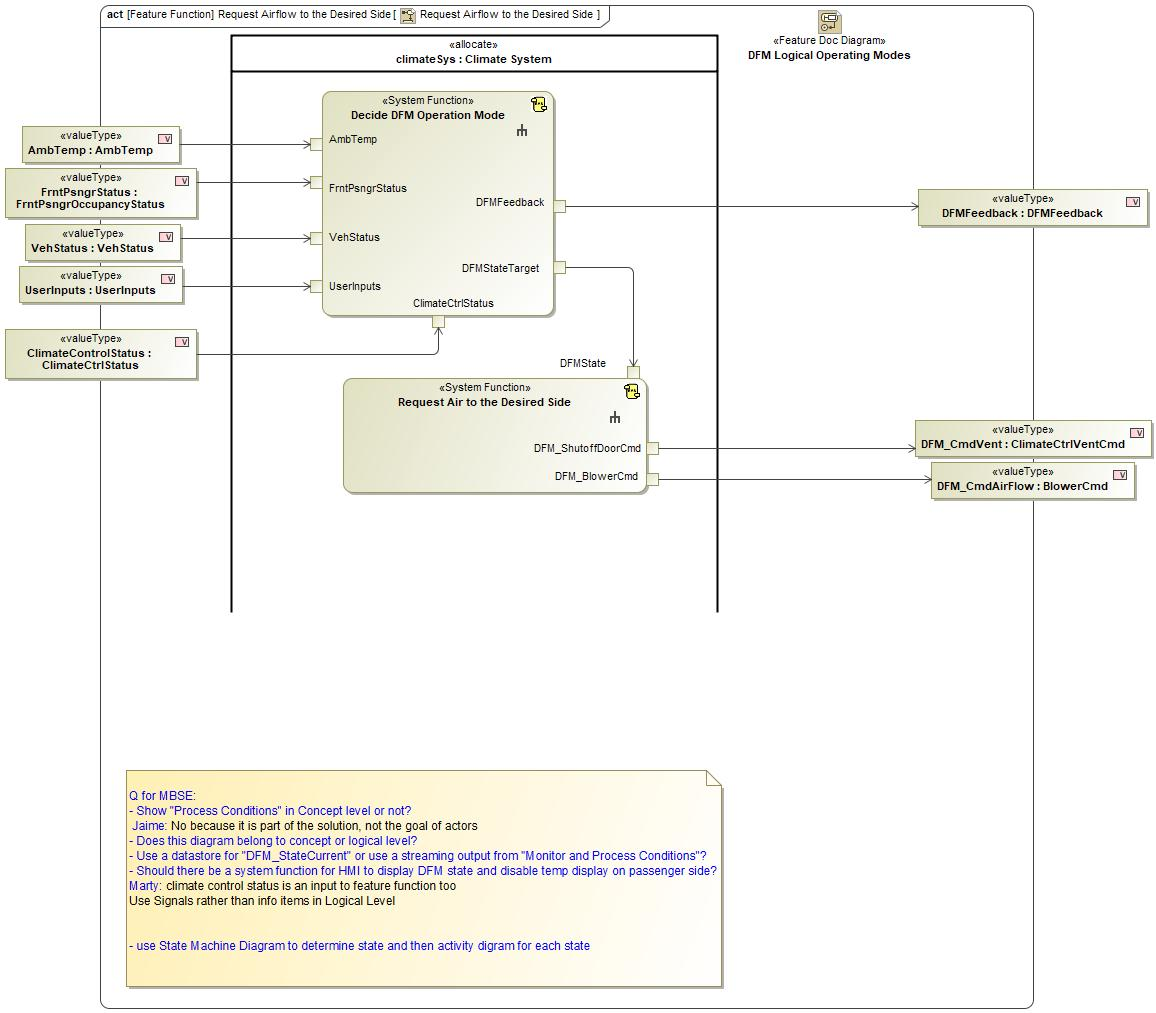 act [Feature Function] Request Airflow to the Desired Side [ Request Airflow to the Desired Side ]
«allocate»
climateSys : Climate System
«Feature Doc Diagram»
DFM Logical Operating Modes
«System Function»
Decide DFM Operation Mode
AmbTemp
FrntPsngrStatus
DFMFeedback
VehStatus
DFMStateTarget
UserInputs
ClimateCtrlStatus
«valueType»
AmbTemp : AmbTemp
«valueType»
FrntPsngrStatus :
FrntPsngrOccupancyStatus
«valueType»
VehStatus : VehStatus
«valueType»
UserInputs : UserInputs
«valueType»
ClimateControlStatus :
ClimateCtrlStatus
«valueType»
DFMFeedback : DFMFeedback
DFMState
«System Function»
Request Air to the Desired Side
DFM_ShutoffDoorCmd
DFM_BlowerCmd
«valueType»
DFM_CmdVent : ClimateCtrlVentCmd
«valueType»
DFM_CmdAirFlow : BlowerCmd
Q for MBSE:
- Show "Process Conditions" in Concept level or not?
Jaime: No because it is part of the solution, not the goal of actors
- Does this diagram belong to concept or logical level?
- Use a datastore for "DFM_StateCurrent" or use a streaming output from "Monitor and Process Conditions"?
- Should there be a system function for HMI to display DFM state and disable temp display on passenger side?
Marty: climate control status is an input to feature function too
Use Signals rather than info items in Logical Level
- use State Machine Diagram to determine state and then activity digram for each state